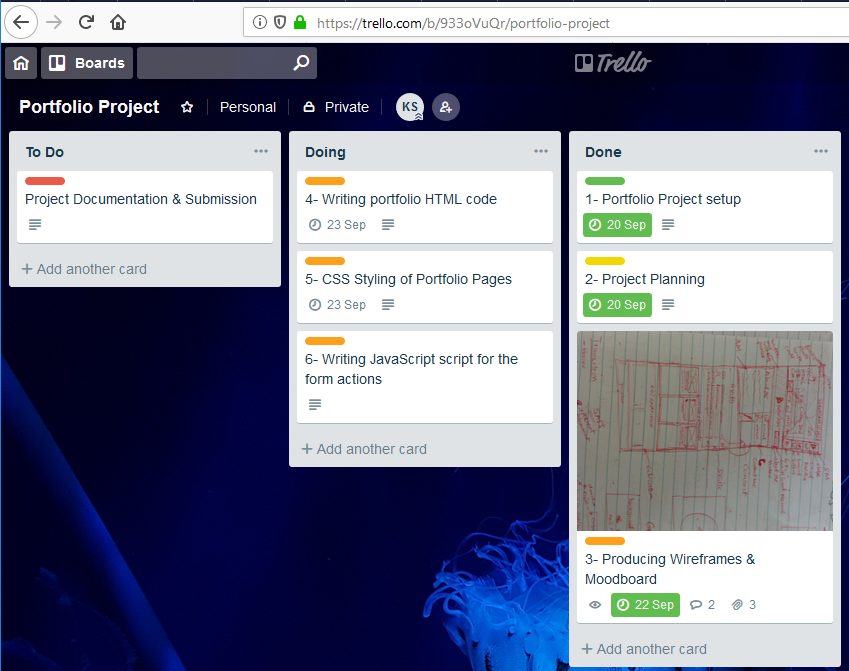 https://trello.com/b/933oVuQr/portfolio-project
Boards
Trello
Portfolio Project
Personal
Private
KS
To Do
Project Documentation & Submission
+ Add another card
Doing
4- Writing portfolio HTML code
23 Sep
5- CSS Styling of Portfolio Pages
23 Sep
6- Writing JavaScript script for the
form actions
+ Add another card
Done
1- Portfolio Project setup
20 Sep
2- Project Planning
20 Sep
3- Producing Wireframes &
Moodboard
22 Sep 2 3
+ Add another card